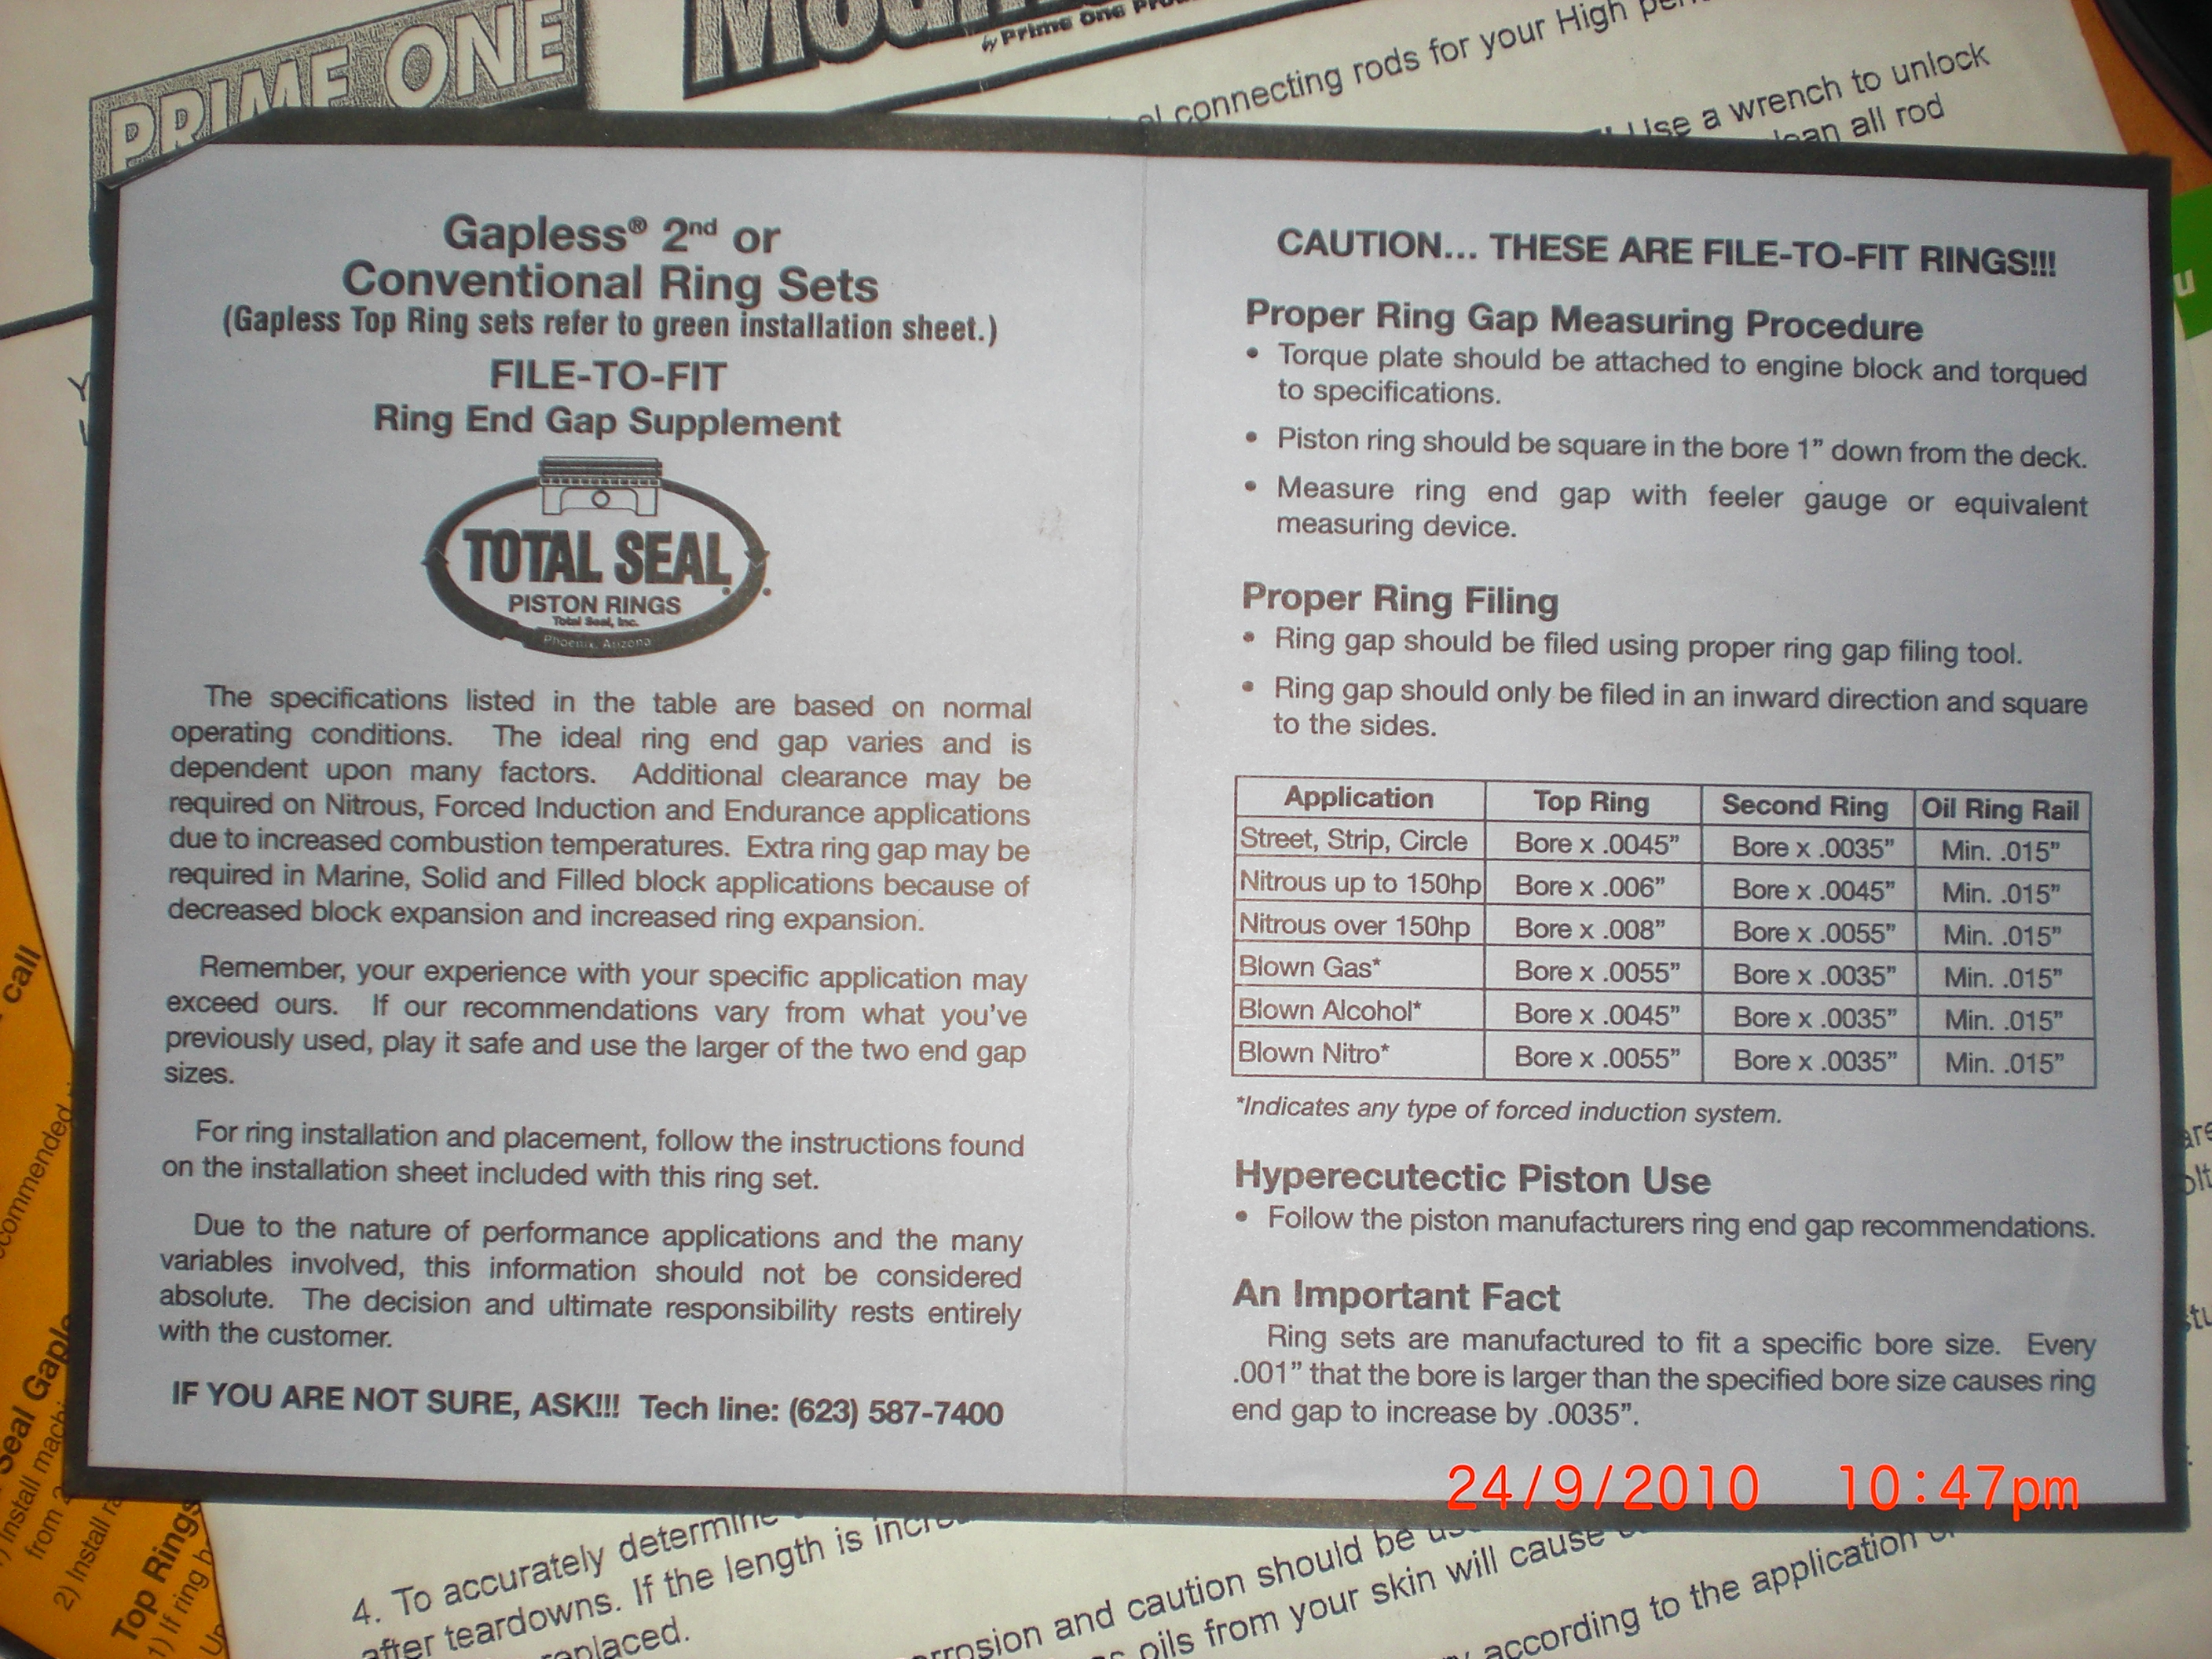 PRIME ONE
by Prime One
connecting rods for your High
Use a wrench to unlock
all rod
Gapless® 2nd or
Conventional Ring Sets
(Gapless Top Ring sets refer to green installation sheet.)
FILE-TO-FIT
Ring End Gap Supplement
TOTAL SEAL
PISTON RINGS
Total Seal, Inc.
Phoenix, Arizona
The specifications listed in the table are based on normal
operating conditions. The ideal ring end gap varies and is
dependent upon many factors. Additional clearance may be
required on Nitrous, Forced Induction and Endurance applications
due to increased combustion temperatures. Extra ring gap may be
required in Marine, Solid and Filled block applications because of
decreased block expansion and increased ring expansion.
Remember, your experience with your specific application may
exceed ours. If our recommendations vary from what you've
previously used, play it safe and use the larger of the two end gap
sizes.
For ring installation and placement, follow the instructions found
on the installation sheet included with this ring set.
Due to the nature of performance applications and the many
variables involved, this information should not be considered
absolute. The decision and ultimate responsibility rests entirely
with the customer.
IF YOU ARE NOT SURE, ASK!!! Tech line: (623) 587-7400
CAUTION... THESE ARE FILE-TO-FIT RINGS!!!
Proper Ring Gap Measuring Procedure
• Torque plate should be attached to engine block and torqued
to specifications.
• Piston ring should be square in the bore 1” down from the deck.
• Measure ring end gap with feeler gauge or equivalent
measuring device.
Proper Ring Filing
• Ring gap should be filed using proper ring gap filing tool.
• Ring gap should only be filed in an inward direction and square
to the sides.
Application Top Ring Second Ring Oil Ring Rail
Street, Strip, Circle Bore x .0045” Bore x .0035” Min. .015”
Nitrous up to 150hp Bore x .006” Bore x .0045” Min. .015”
Nitrous over 150hp Bore x .008” Bore x .0055” Min. .015”
Blown Gas* Bore x .0055” Bore x .0035” Min. .015”
Blown Alcohol* Bore x .0045” Bore x .0035” Min. .015”
Blown Nitro* Bore x .0055” Bore x .0035” Min. .015”
*Indicates any type of forced induction system.
Hyperecutectic Piston Use
• Follow the piston manufacturers ring end gap recommendations.
An Important Fact
Ring sets are manufactured to fit a specific bore size. Every
.001” that the bore is larger than the specified bore size causes ring
end gap to increase by .0035”.
24/9/2010 10:47pm
call
Seal
1) Install
from
2) Install
Top Rings
1) If ring
4. To accurately determine
after teardowns. If the length is
and caution should be
oils from your skin will cause
according to the application